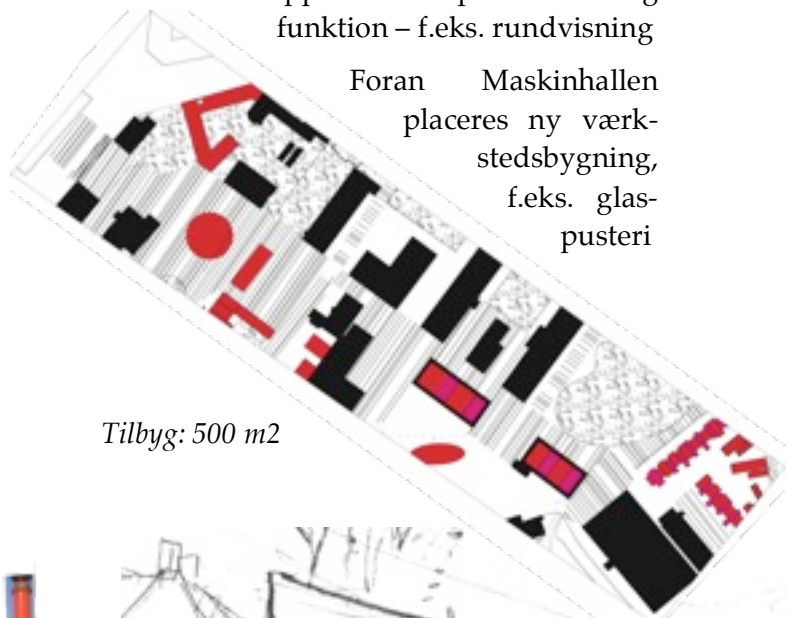 funktion – f.eks. rundvisning
Foran Maskinhallen
placeres ny værk-
stedsbygning,
f.eks. glas-
pusteri
Tilbyg: 500 m2